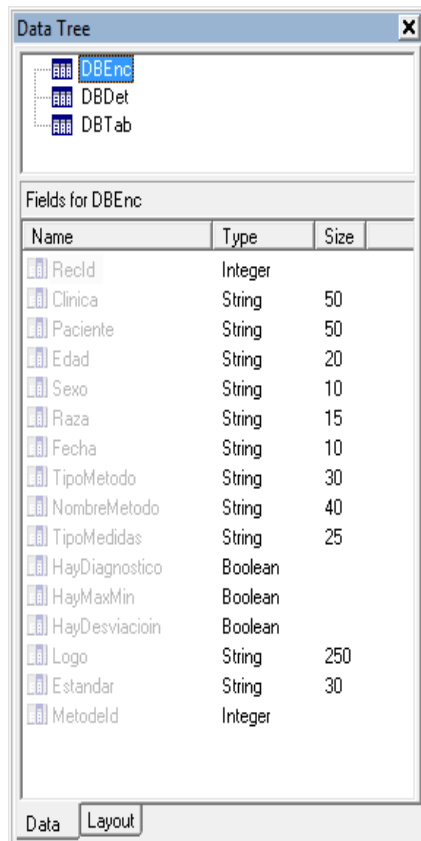 Data Tree
DBEnc
DBDet
DBTab
Fields for DBEnc
Name Type Size
RecId Integer
Clinica String 50
Paciente String 50
Edad String 20
Sexo String 10
Raza String 15
Fecha String 10
TipoMetodo String 30
NombreMetodo String 40
TipoMedidas String 25
HayDiagnostico Boolean
HayMaxMin Boolean
HayDesviacioin Boolean
Logo String 250
Estandar String 30
MetodeId Integer
Data Layout